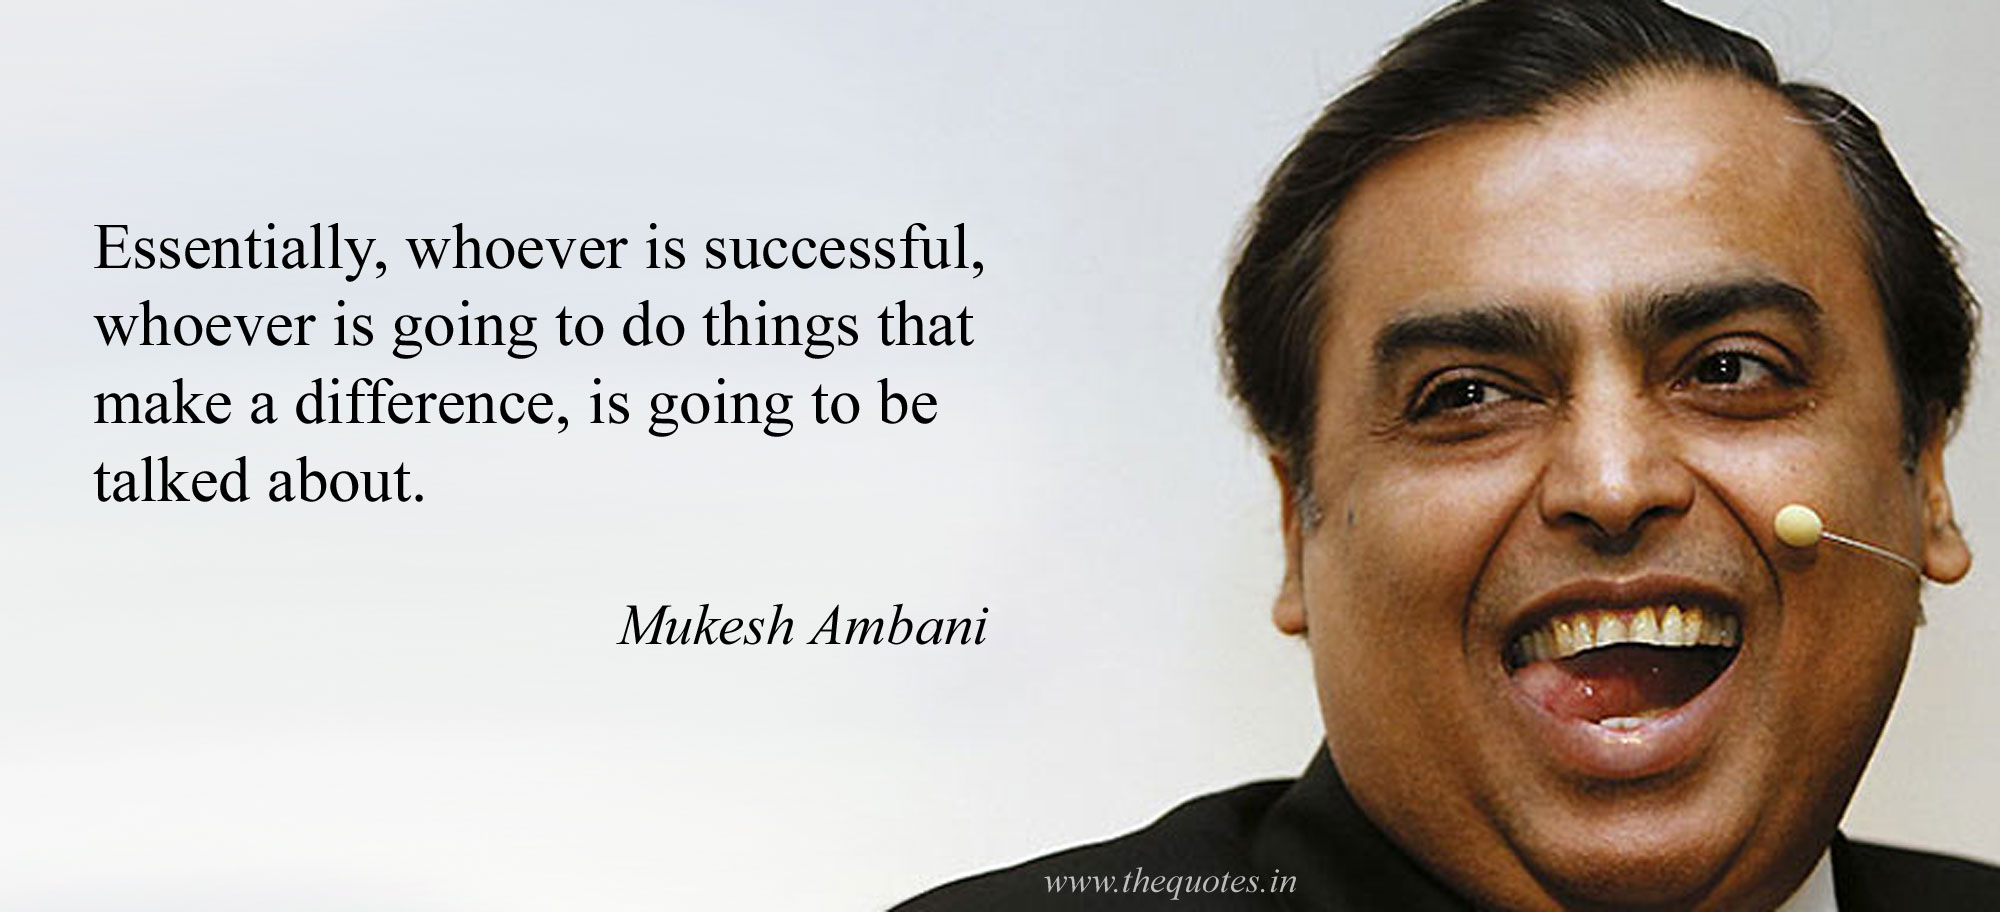 Essentially, whoever is successful,
whoever is going to do things that
make a difference, is going to be
talked about.
Mukesh Ambani
www.thequotes.in